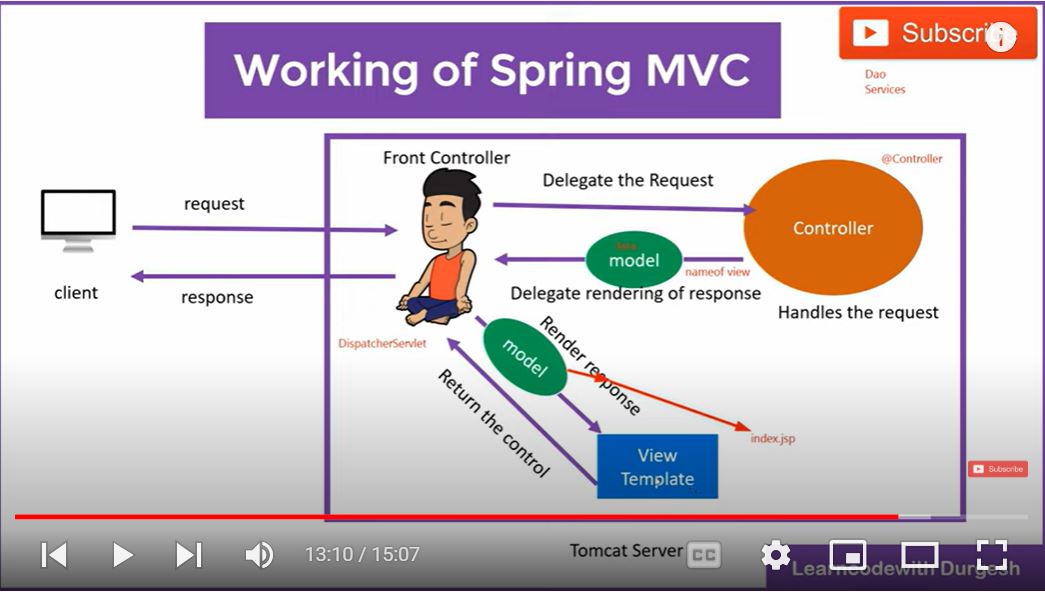 Working of Spring MVC
Subscribe
Dao
Services
Front Controller
@Controller
Delegate the Request
request
Controller
data
model
nameof view
client
response
Delegate rendering of response
Handles the request
DispatcherServlet
model
Render response
Return the control
index.jsp
View
Template
Subscribe
13:10 / 15:07
Tomcat Server
CC
Learncodewith Durgesh